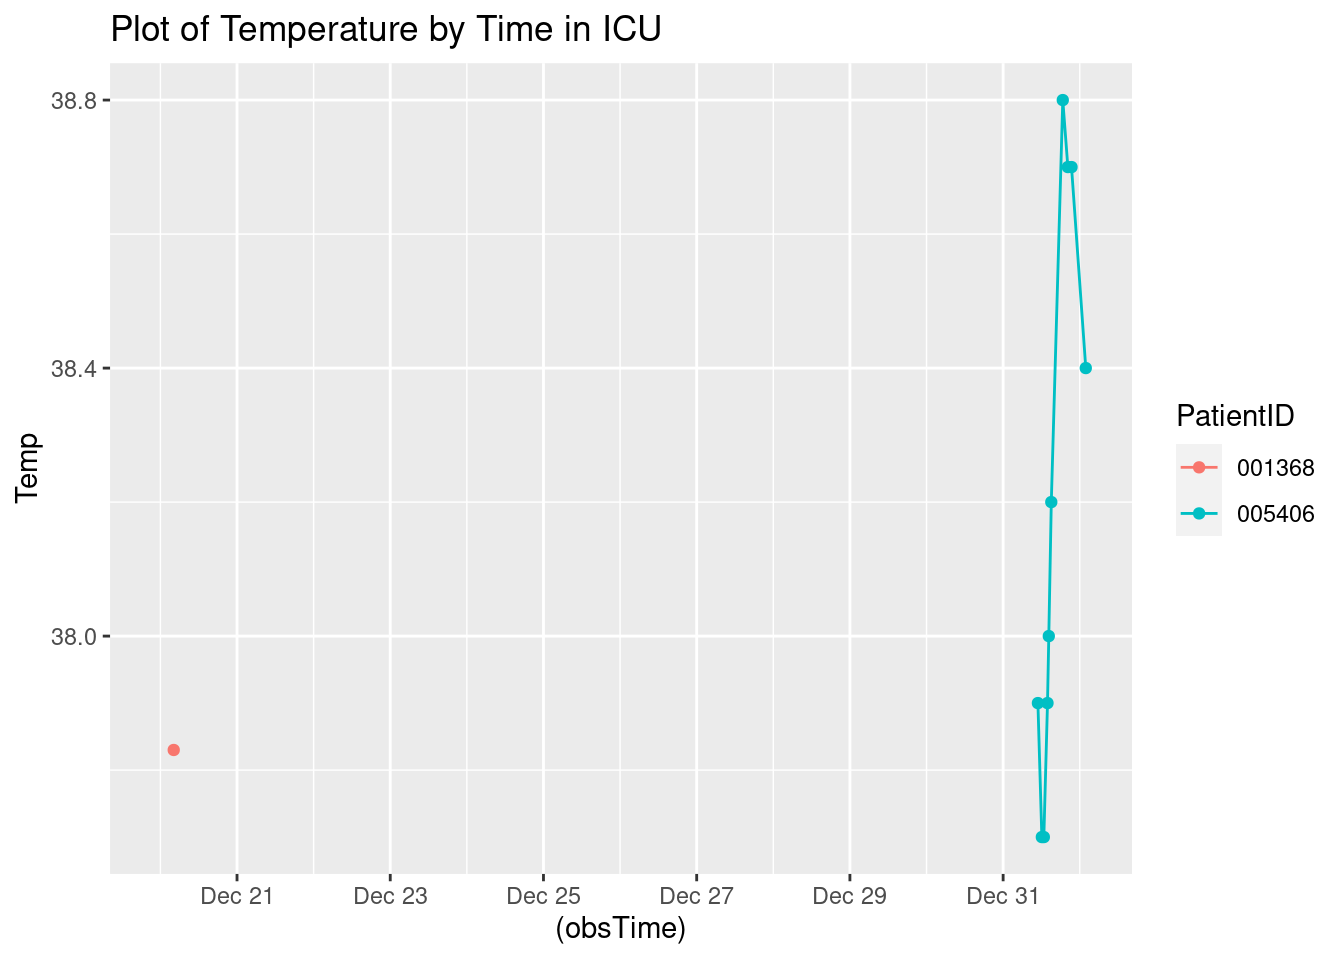 Plot of Temperature by Time in ICU
38.8
38.4
38.0
Temp
Dec 21
Dec 23
Dec 25
Dec 27
Dec 29
Dec 31
(obsTime)
PatientID
001368
005406